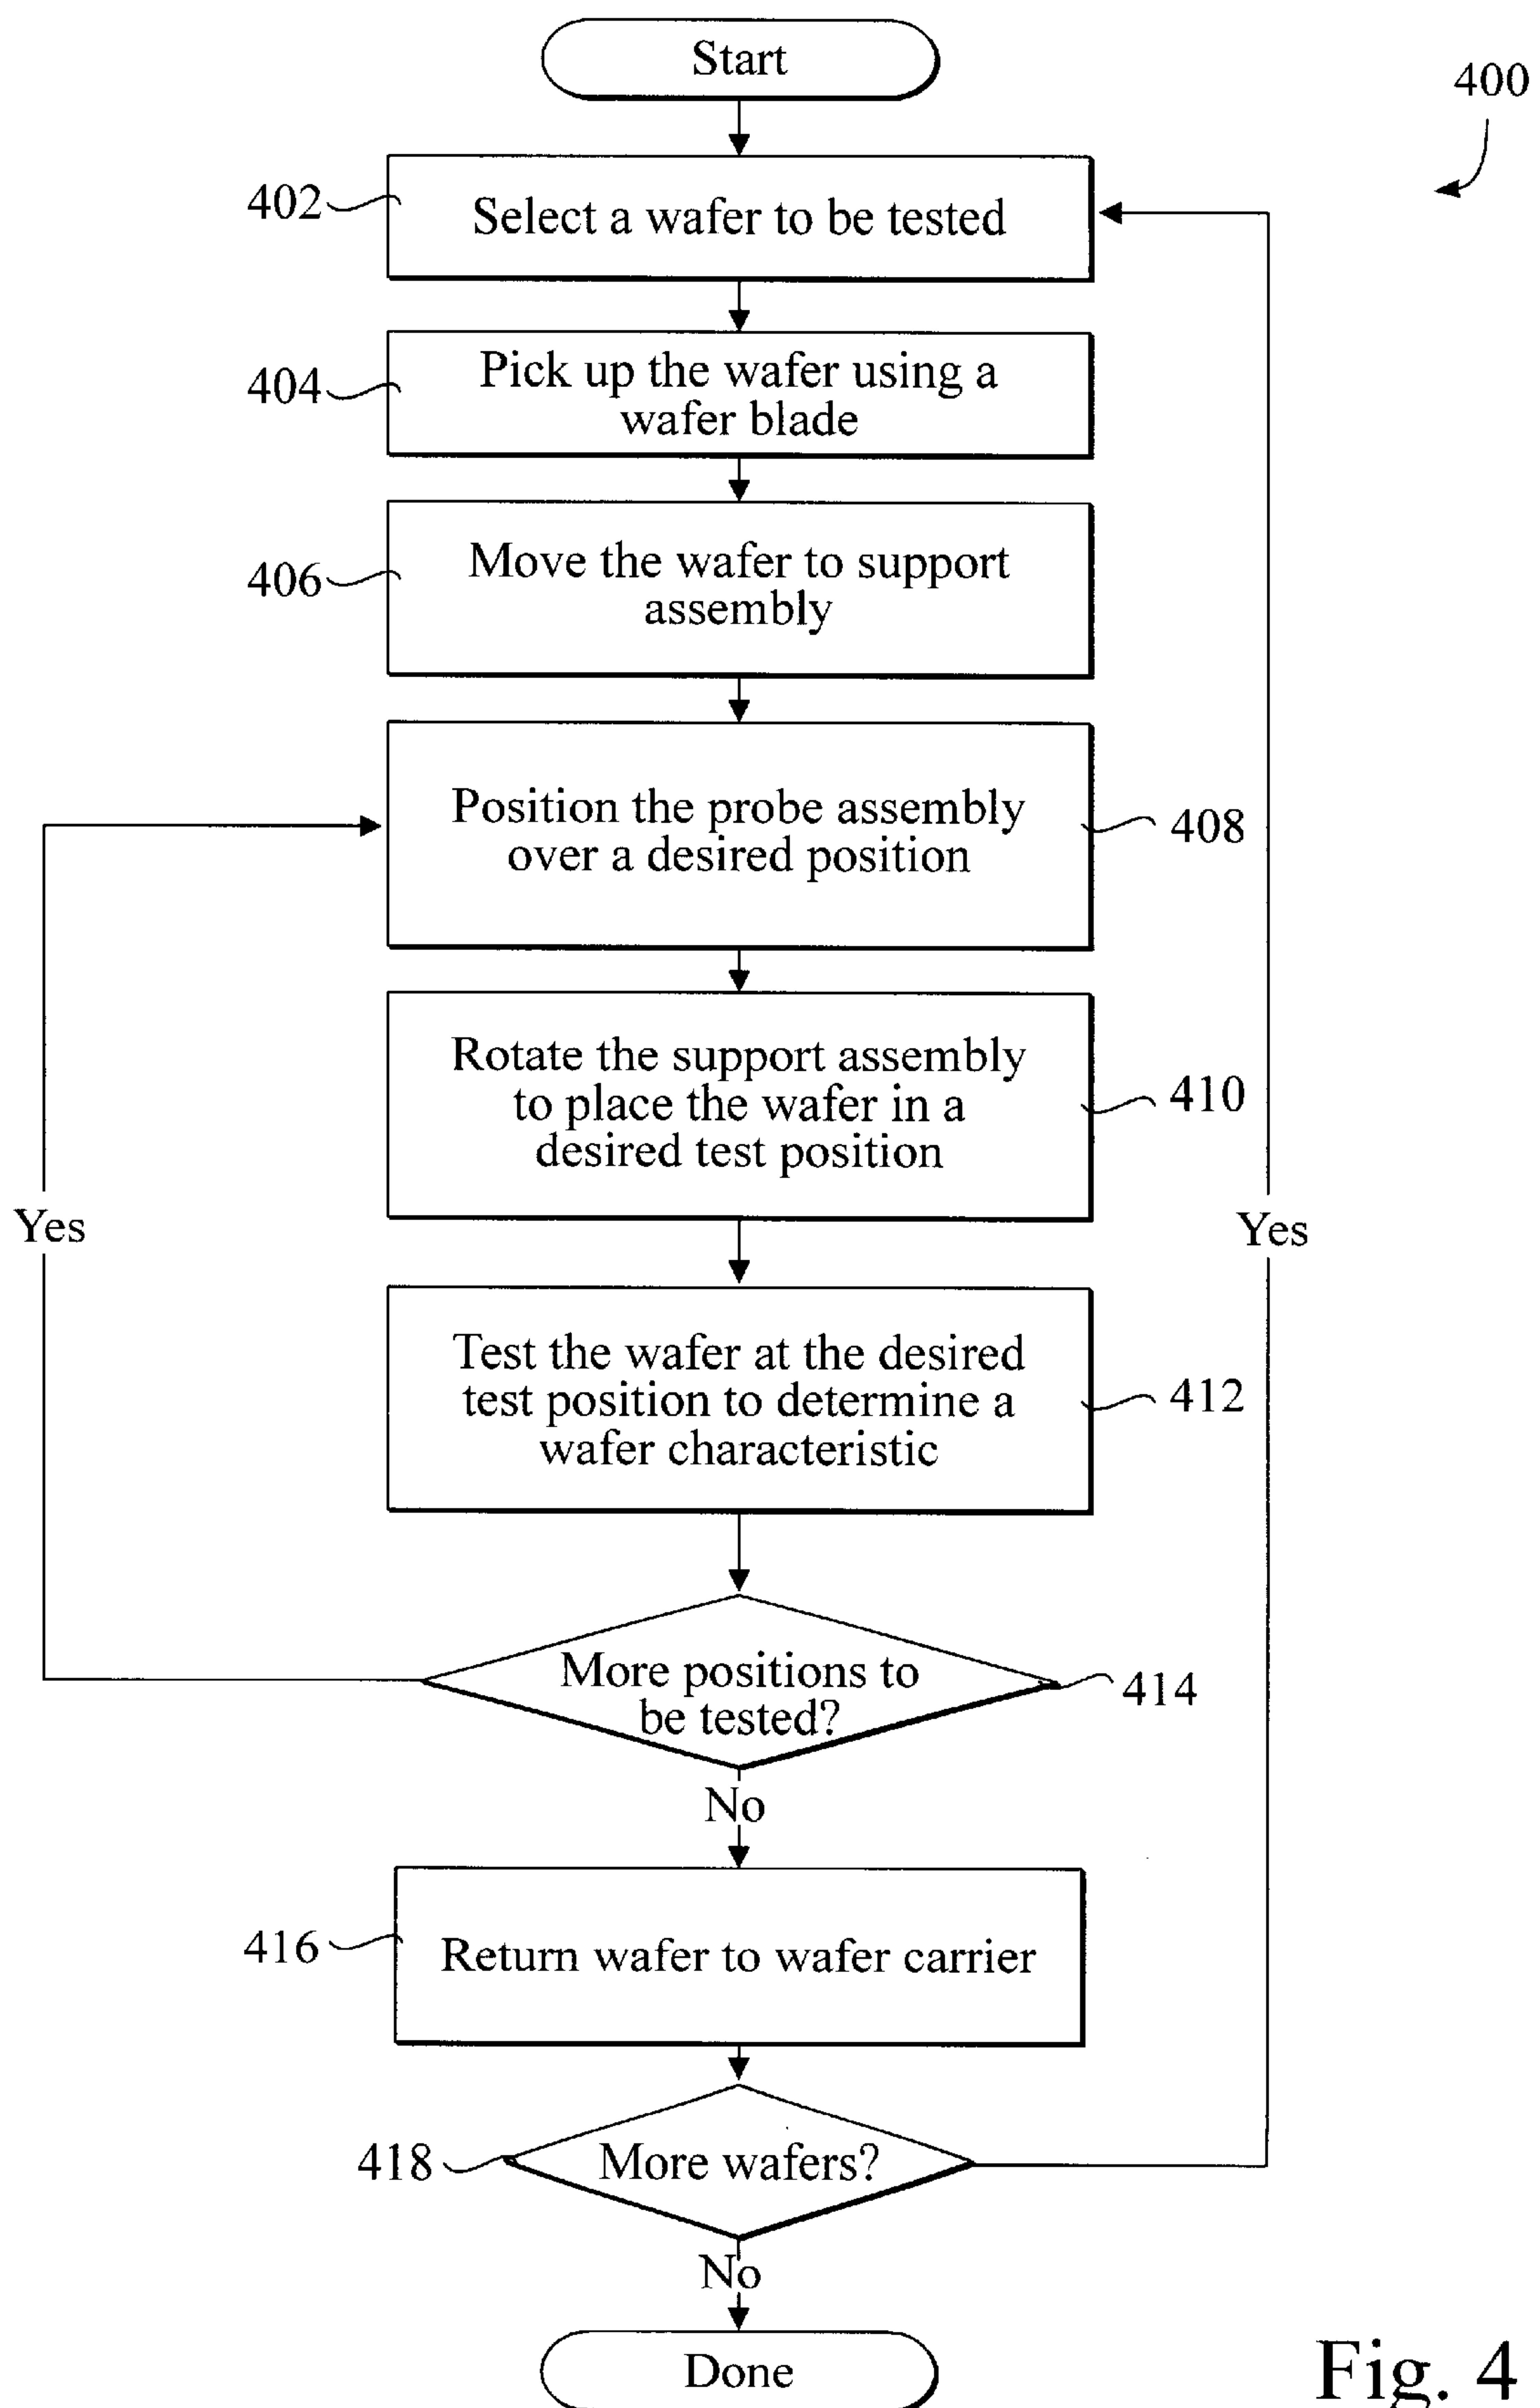 Start
400
402
Select a wafer to be tested
404
Pick up the wafer using a
wafer blade
406
Move the wafer to support
assembly
Position the probe assembly
over a desired position
408
Rotate the support assembly
to place the wafer in a
desired test position
410
Yes
Yes
Test the wafer at the desired
test position to determine a
wafer characteristic
412
More positions to
be tested?
414
No
416
Return wafer to wafer carrier
418
More wafers?
No
Done
Fig. 4